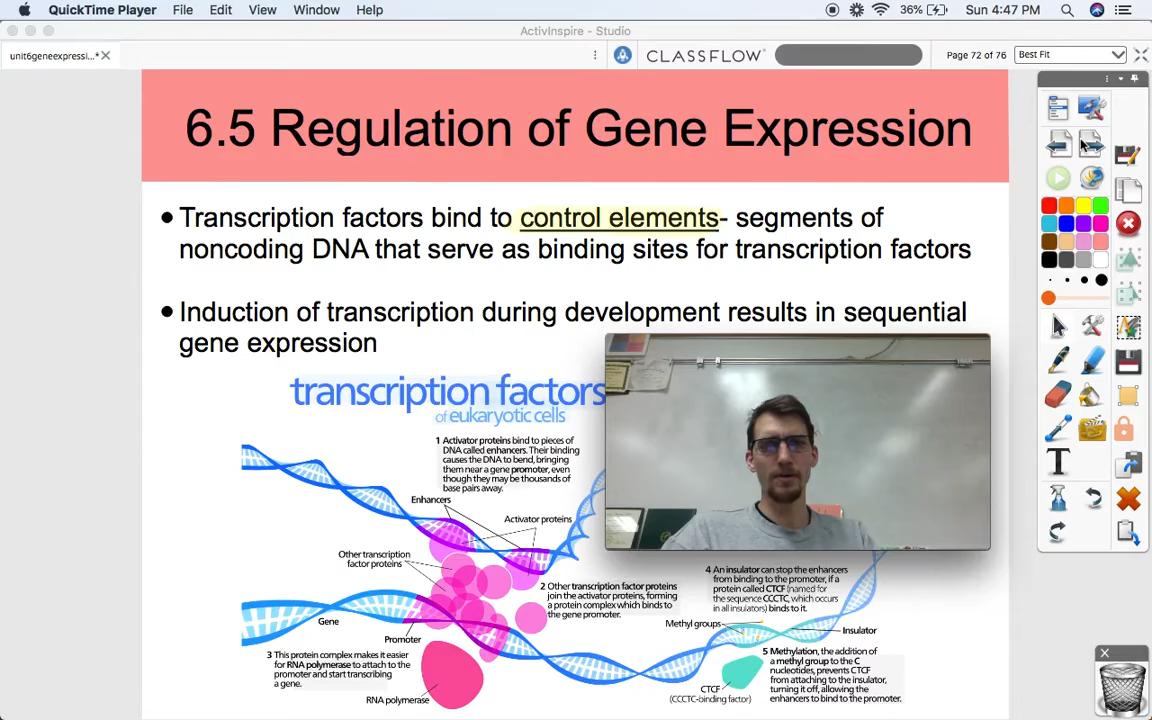 QuickTime Player File Edit View Window Help 36% Sun 4:47 PM
ActivInspire - Studio
unit6geneexpressi...* CLASSFLOW Page 72 of 76 Best Fit
6.5 Regulation of Gene Expression
• Transcription factors bind to control elements- segments of
noncoding DNA that serve as binding sites for transcription factors
• Induction of transcription during development results in sequential
gene expression
transcription factors
of eukaryotic cells
1 Activator proteins bind to pieces of
DNA called enhancers. Their binding
causes the DNA to bend, bringing
them near a gene promoter, even
though they may be thousands of
base pairs away.
Enhancers
Activator proteins
Other transcription
factor proteins
2 Other transcription factor proteins
join the activator proteins, forming
a protein complex which binds to
the gene promoter.
Gene
Promoter
3 This protein complex makes it easier
for RNA polymerase to attach to the
promoter and start transcribing
a gene.
RNA polymerase
4 An insulator can stop the enhancers
from binding to the promoter, if a
protein called CTCF (named for
the sequence CCCTC, which occurs
in all insulators) binds to it.
Methyl groups
Insulator
5 Methylation, the addition of
a methyl group to the C
nucleotides, prevents CTCF
from attaching to the insulator,
turning it off, allowing the
enhancers to bind to the promoter.
CTCF
(CCCTC-binding factor)
T